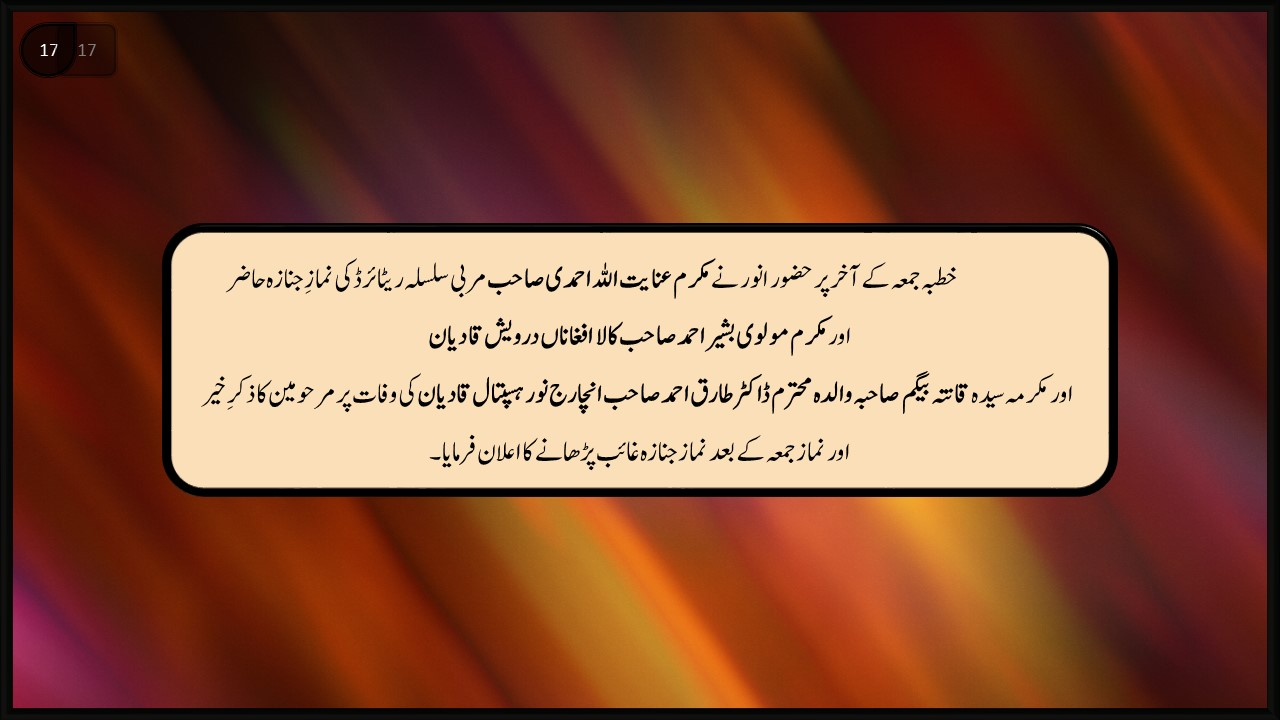 17 17
خطبہ جمعہ کے آخر پر حضور انور نے مکرم عنایت اللہ احمدی صاحب مربی سلسلہ ریٹائرڈ کی نمازِ جنازہ حاضر
اور مکرم مولوی بشیر احمد صاحب کالا افغاناں درویش قادیان
اور مکرمہ سیدہ قانتہ بیگم صاحبہ والدہ محترم ڈاکٹر طارق احمد صاحب انچارج نور ہسپتال قادیان کی وفات پر مرحومین کا ذکرِ خیر
اور نماز جمعہ کے بعد نماز جنازہ غائب پڑھانے کا اعلان فرمایا۔